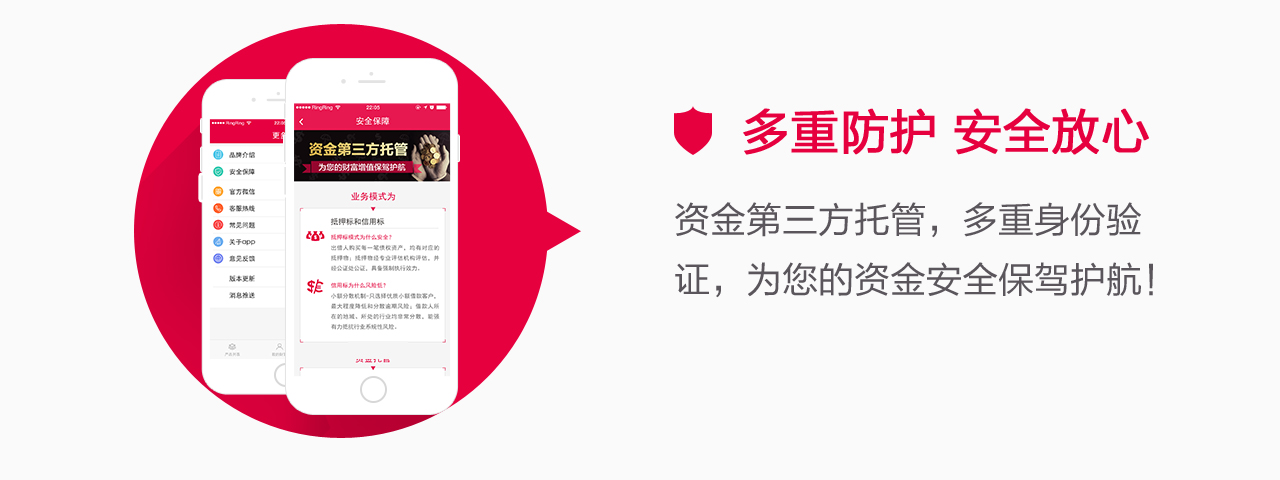 RingRing
22:05
更多
品牌介绍
安全保障
官方微信
客服热线
常见问题
关于app
意见反馈
版本更新
消息推送
RingRing
22:05
安全保障
资金第三方托管
为您的财富增值保驾护航
业务模式为
抵押标和信用标
抵押标模式为什么安全?
出借人购买每一笔债权资产，均有对应的
抵押物；抵押物经专业评估机构评估，并
经公证处公证，具备强制执行效力。
信用标为什么风险低?
小额分散机制-只选择优质小额借款客户，
最大程度降低和分散逾期风险；借款人所
在的地域、所处的行业均非常分散，能强
有力抵抗行业系统性风险。
资金托管
多重防护 安全放心
资金第三方托管，多重身份验
证，为您的资金安全保驾护航！